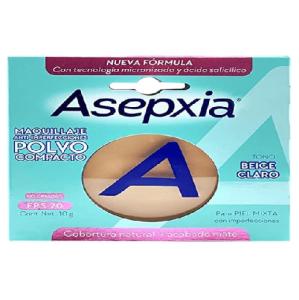 NUEVA FÓRMULA
Con tecnología micronizada y ácido salicílico
Asepxia®
MAQUILLAJE
ANTI-IMPERFECCIONES
POLVO
COMPACTO
TONO:
BEIGE
CLARO
A
FPS 20
Cont. Net. 10 g
Para PIEL MIXTA
con imperfecciones
Cobertura natural y acabado mate